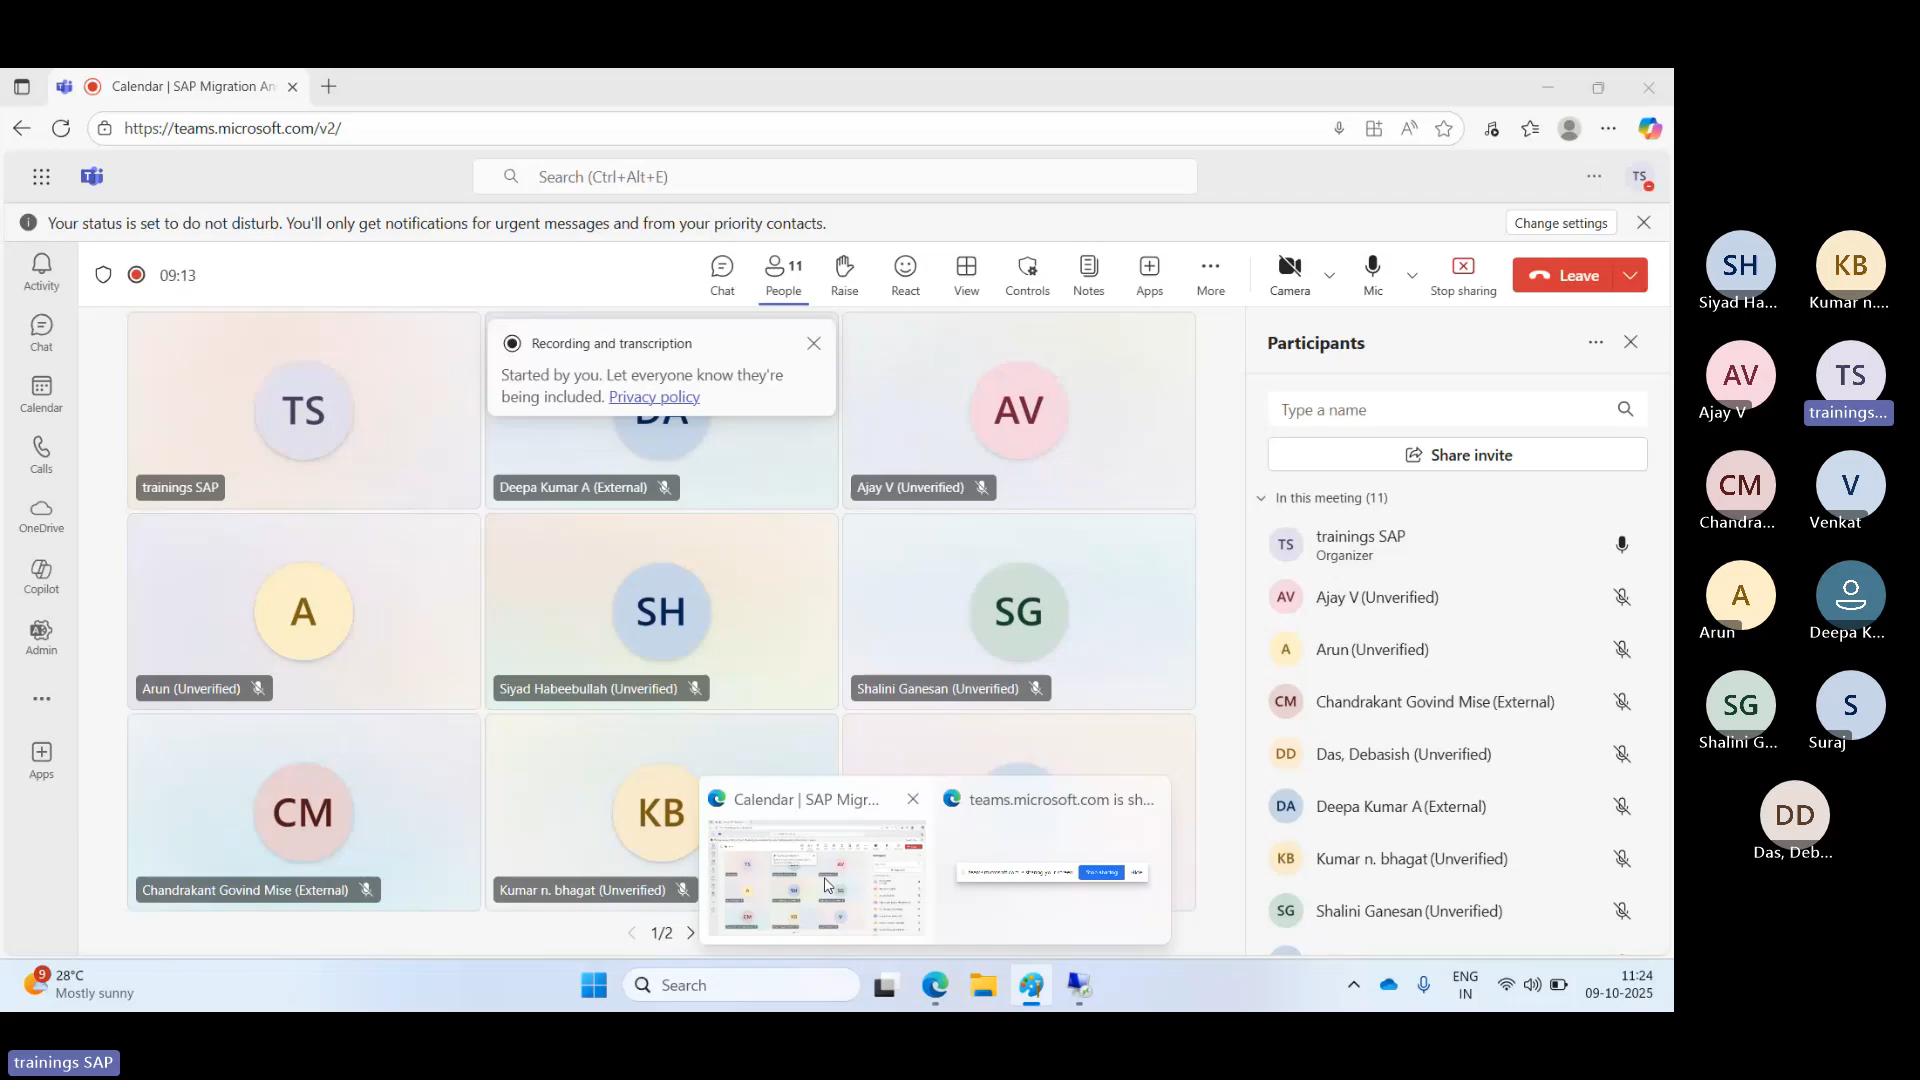 Calendar | SAP Migration An
https://teams.microsoft.com/v2/
Search (Ctrl+Alt+E)
TS
Your status is set to do not disturb. You'll only get notifications for urgent messages and from your priority contacts.
Change settings
Activity
Chat
Calendar
Calls
OneDrive
Copilot
Admin
Apps
09:13
Chat
People
11
Raise
React
View
Controls
Notes
Apps
More
Camera
Mic
Stop sharing
Leave
TS
trainings SAP
Recording and transcription
Started by you. Let everyone know they're
being included. Privacy policy
DA
Deepa Kumar A (External)
AV
Ajay V (Unverified)
A
Arun (Unverified)
SH
Siyad Habeebullah (Unverified)
SG
Shalini Ganesan (Unverified)
CM
Chandrakant Govind Mise (External)
KB
Kumar n. bhagat (Unverified)
1/2
Calendar | SAP Migr...
teams.microsoft.com is sh...
Stop sharing
Hide
Participants
Type a name
Share invite
In this meeting (11)
TS
trainings SAP
Organizer
AV
Ajay V (Unverified)
A
Arun (Unverified)
CM
Chandrakant Govind Mise (External)
DD
Das, Debasish (Unverified)
DA
Deepa Kumar A (External)
KB
Kumar n. bhagat (Unverified)
SG
Shalini Ganesan (Unverified)
9
28°C
Mostly sunny
Search
ENG
IN
11:24
09-10-2025
SH
Siyad Ha...
KB
Kumar n....
AV
Ajay V
TS
trainings...
CM
Chandra...
V
Venkat
A
Arun
Deepa K...
SG
Shalini G...
S
Suraj
DD
Das, Deb...
trainings SAP